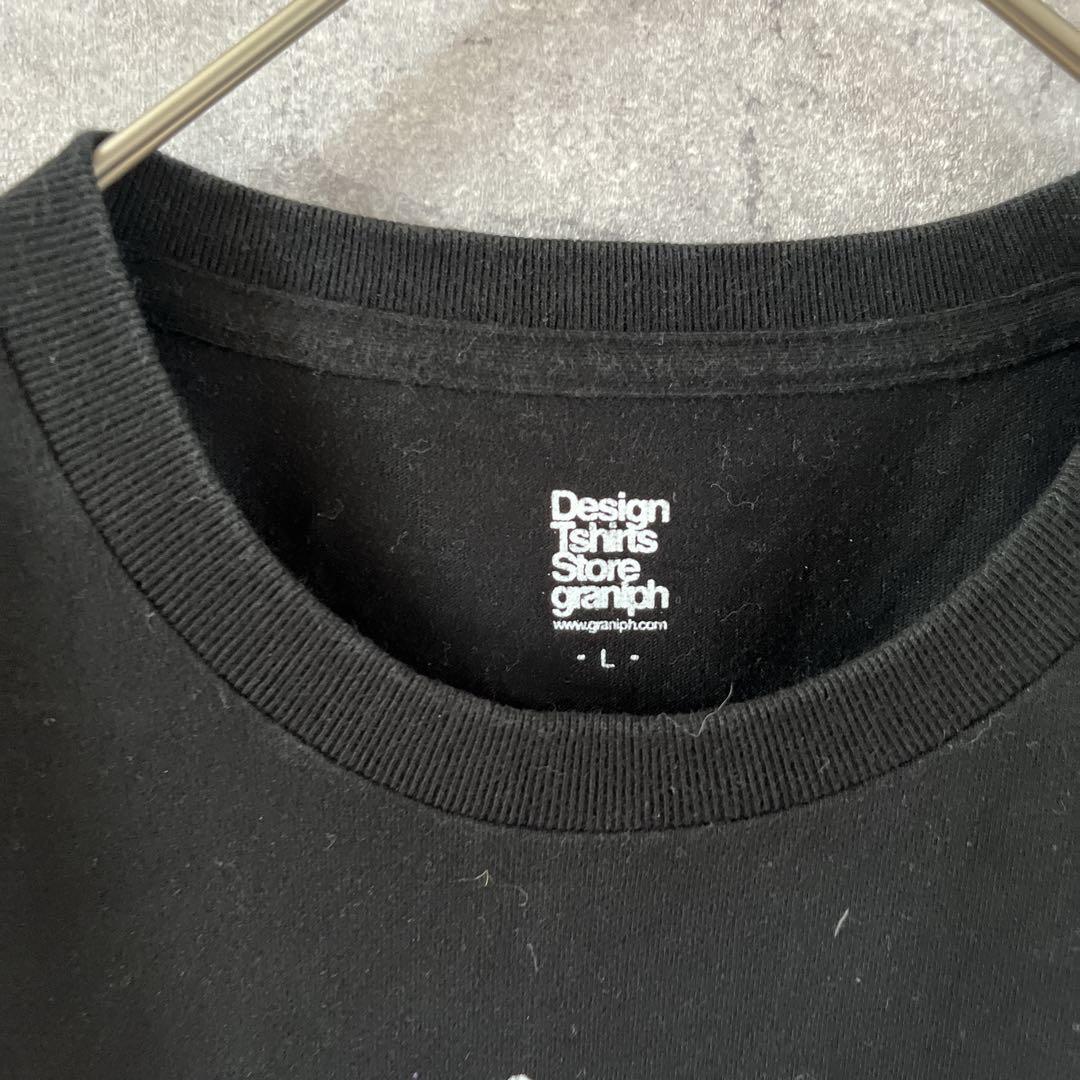 Design
Tshirts
Store
graniph
www.graniph.com
- L -